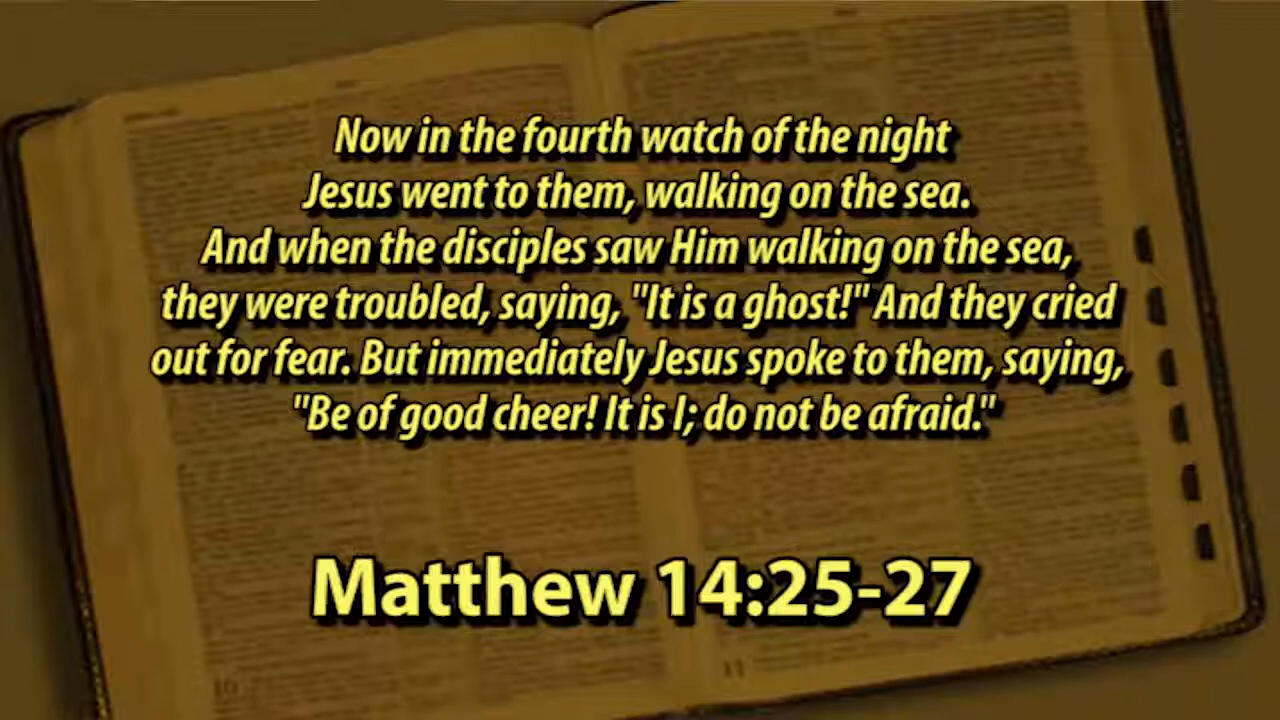 Now in the fourth watch of the night
Jesus went to them, walking on the sea.
And when the disciples saw Him walking on the sea,
they were troubled, saying, "It is a ghost!" And they cried
out for fear. But immediately Jesus spoke to them, saying,
"Be of good cheer! It is I; do not be afraid."
Matthew 14:25-27